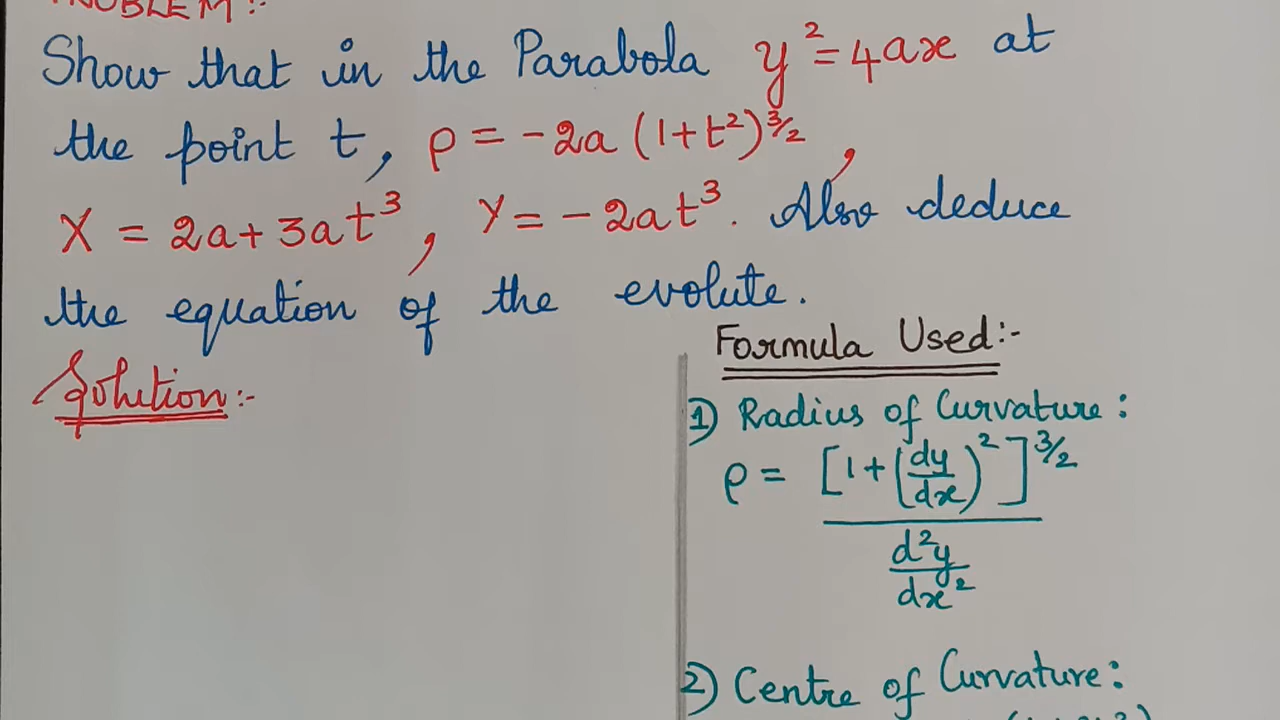 PROBLEM:-
Show that in the Parabola y² = 4ax at
the point t, ρ = -2a (1+t²)^3/2 ,
X = 2a + 3at³ , Y = -2at³. Also deduce
the equation of the evolute.
Solution:-
Formula Used:-
1) Radius of Curvature:
ρ = [1+(dy/dx)²]^3/2
d²y/dx²
2) Centre of Curvature: